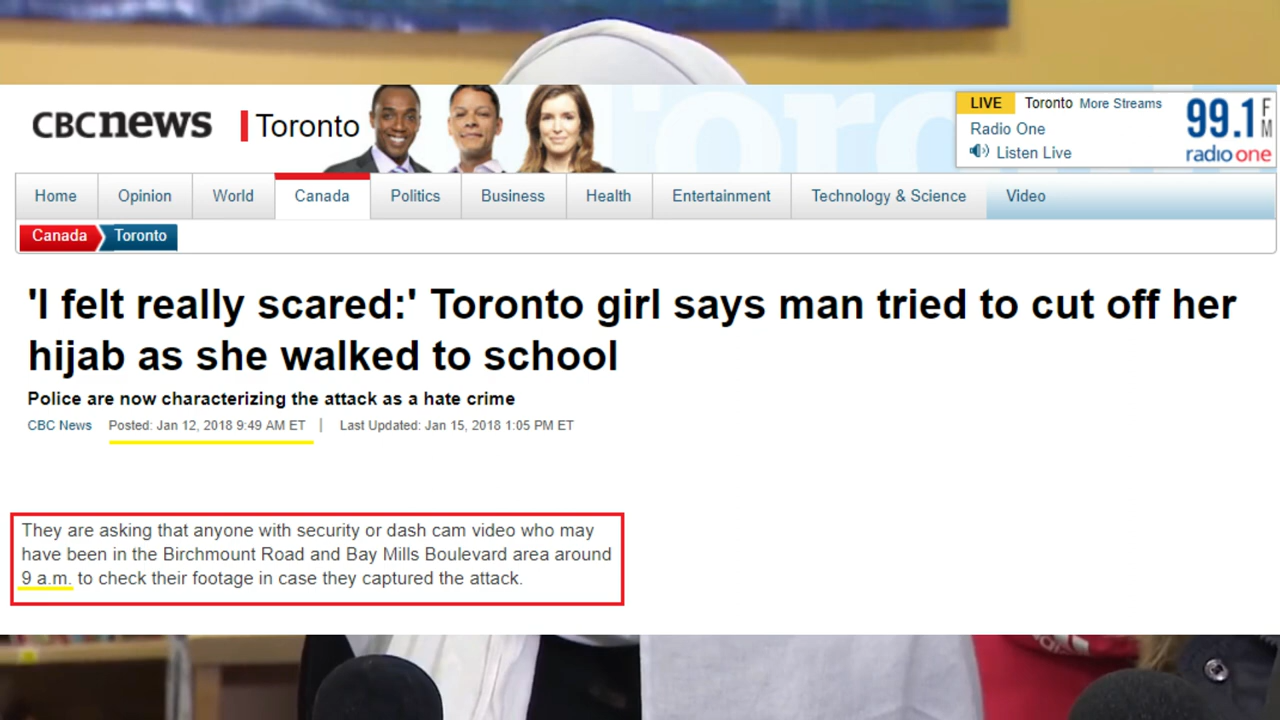 CBCnews | Toronto
LIVE Toronto More Streams
Radio One
Listen Live
99.1 FM
radio one
Home Opinion World Canada Politics Business Health Entertainment Technology & Science Video
Canada Toronto
'I felt really scared:' Toronto girl says man tried to cut off her
hijab as she walked to school
Police are now characterizing the attack as a hate crime
CBC News Posted: Jan 12, 2018 9:49 AM ET | Last Updated: Jan 15, 2018 1:05 PM ET
They are asking that anyone with security or dash cam video who may
have been in the Birchmount Road and Bay Mills Boulevard area around
9 a.m. to check their footage in case they captured the attack.
adidas